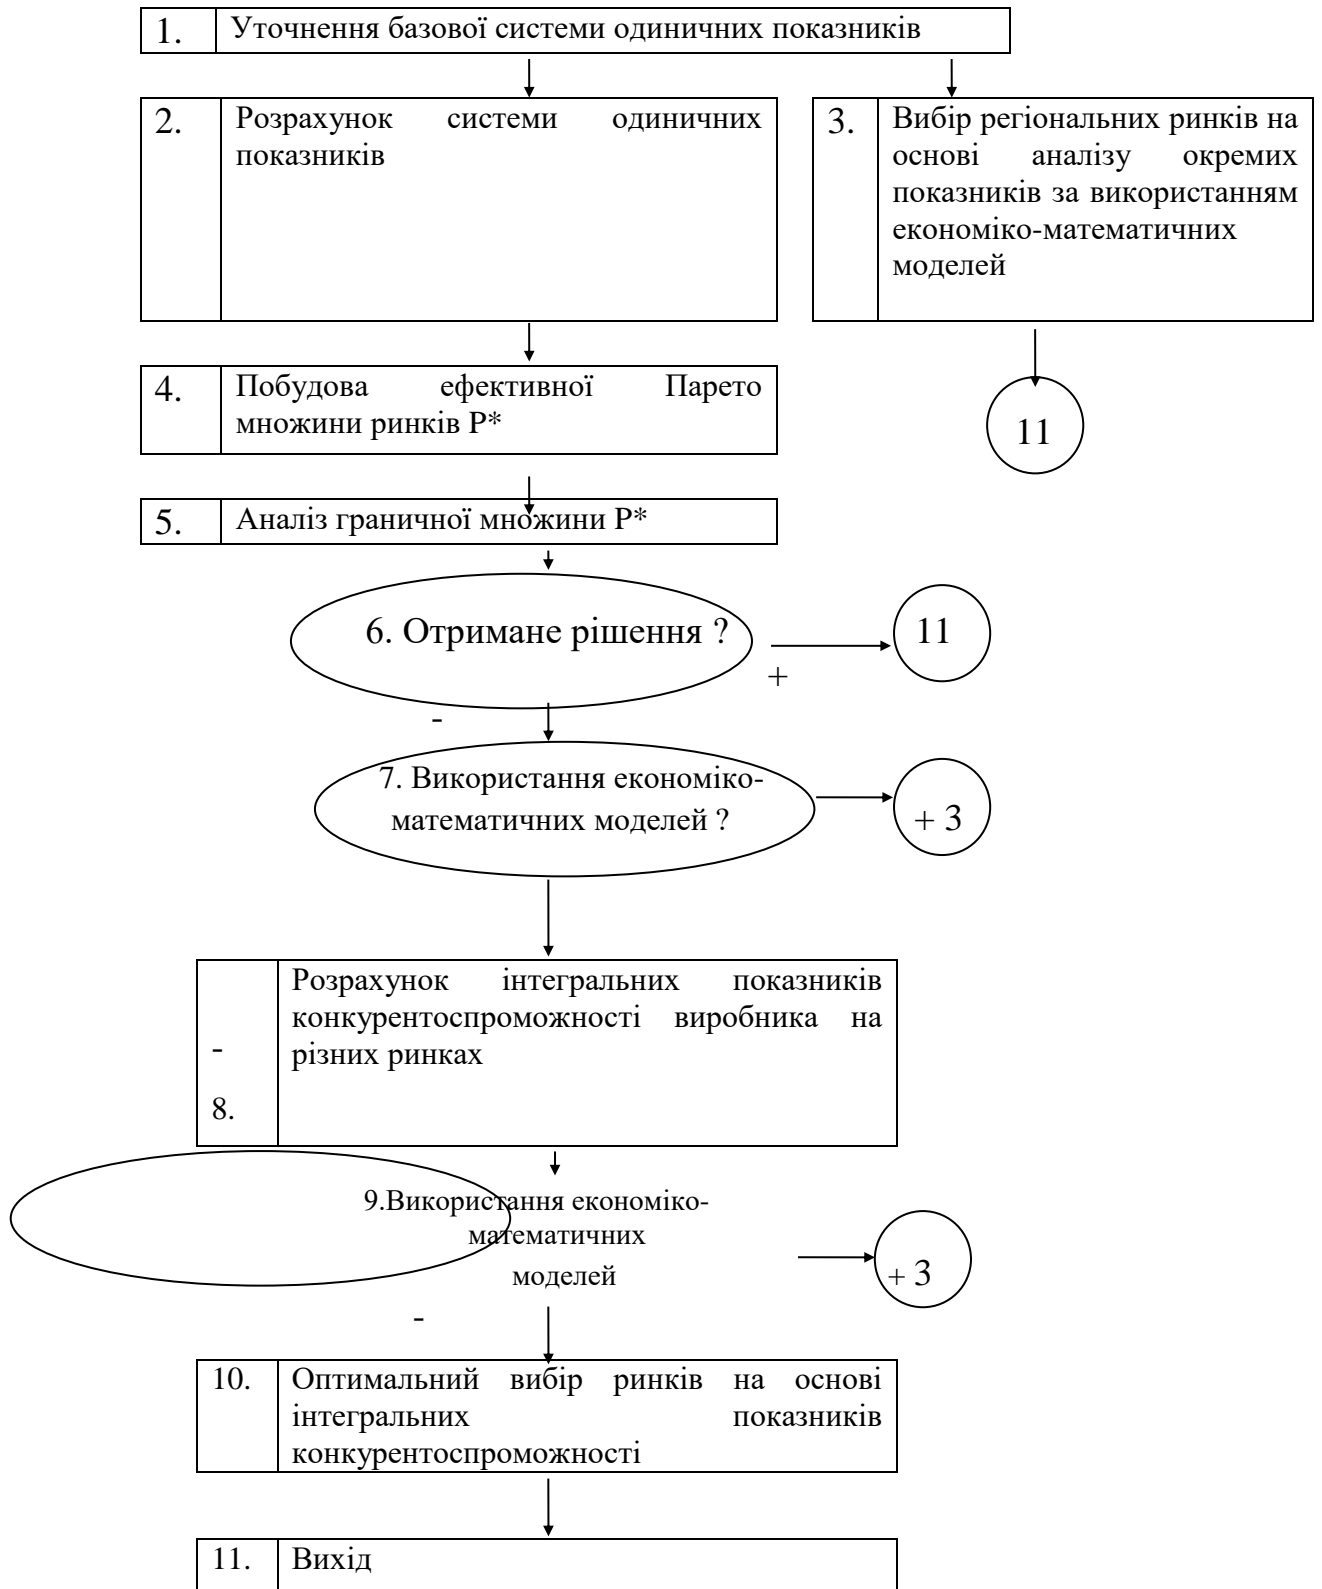 1. Уточнення базової системи одиничних показників
2. Розрахунок системи одиничних
показників
3. Вибір регіональних ринків на
основі аналізу окремих
показників за використанням
економіко-математичних
моделей
4. Побудова ефективної Парето
множини ринків Р*
11
5. Аналіз граничної множини Р*
6. Отримане рішення ?
11
+
-
7. Використання економіко-
математичних моделей ?
+ 3
Розрахунок інтегральних показників
конкурентоспроможності виробника на
різних ринках
-
8.
9.Використання економіко-
математичних
моделей
+ 3
-
10. Оптимальний вибір ринків на основі
інтегральних показників
конкурентоспроможності
11. Вихід